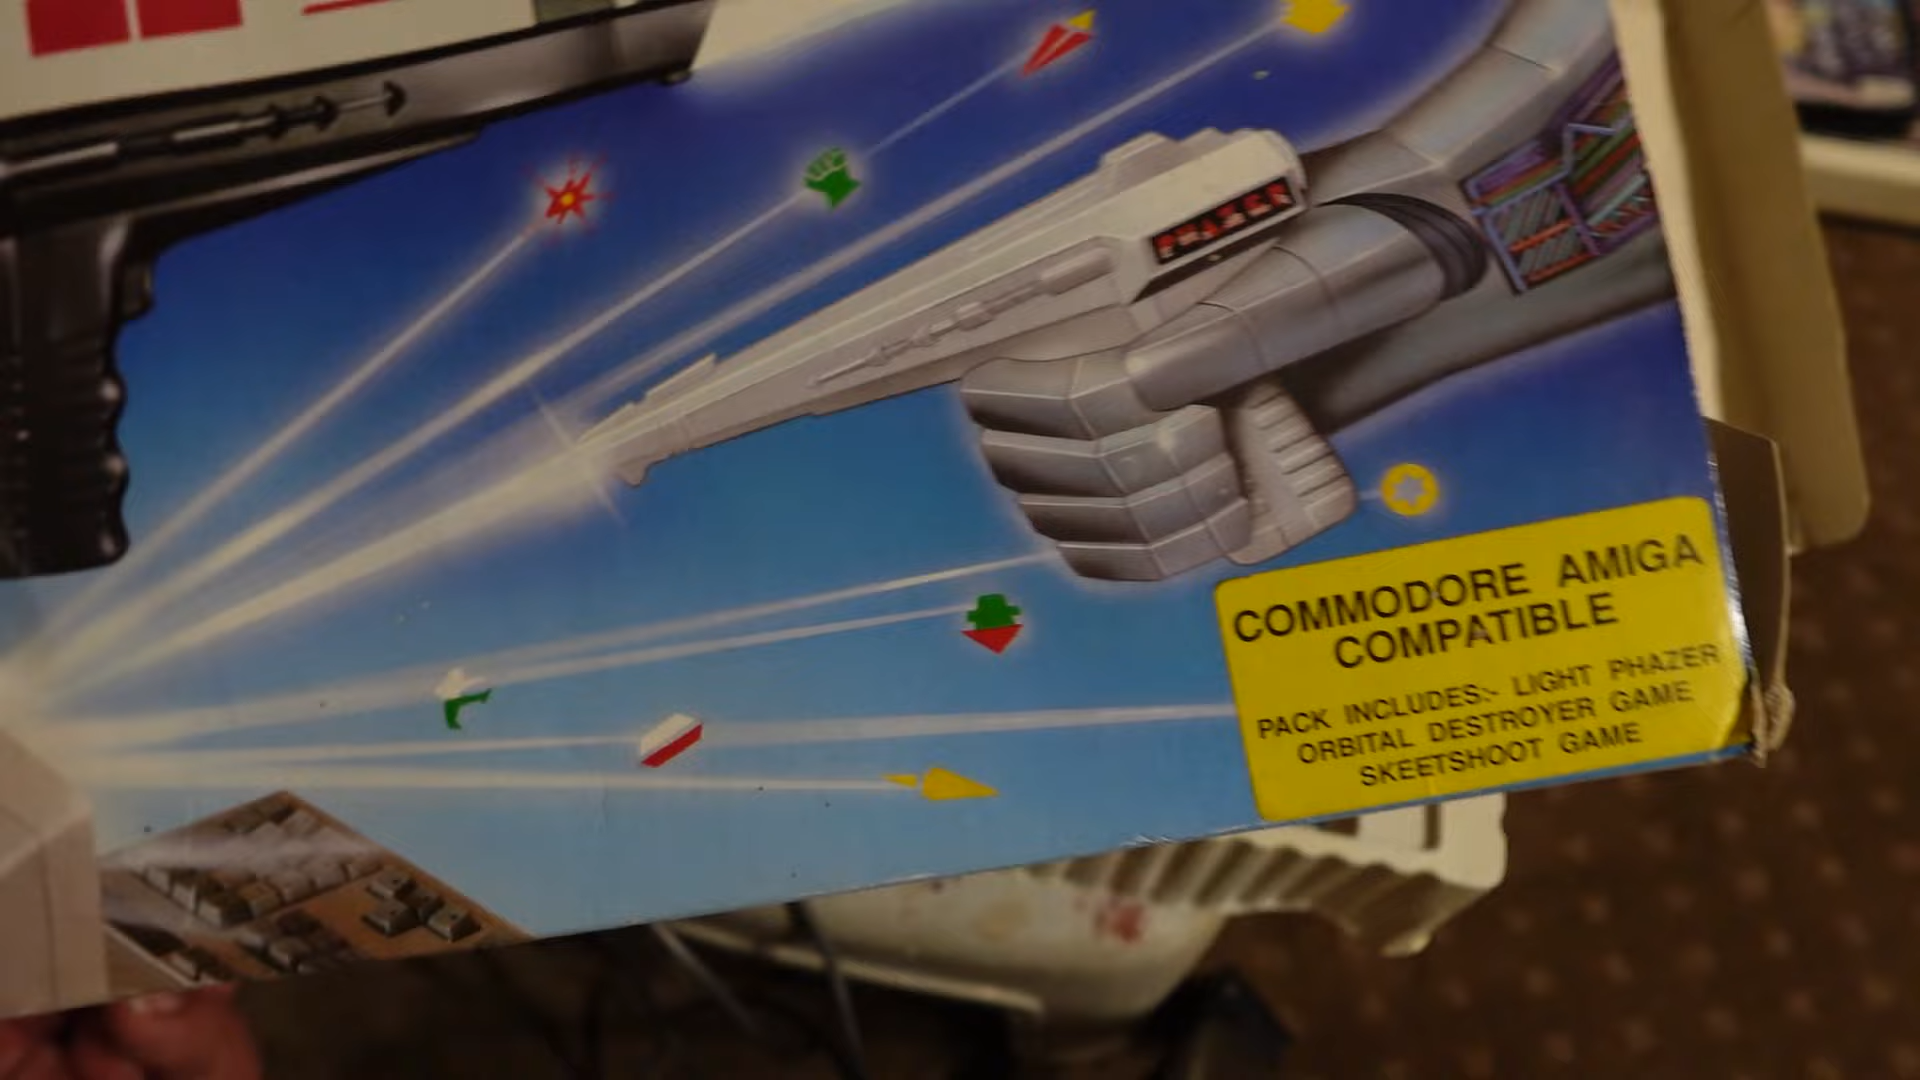 PHAZER
COMMODORE AMIGA
COMPATIBLE
PACK INCLUDES:- LIGHT PHAZER
ORBITAL DESTROYER GAME
SKEETSHOOT GAME